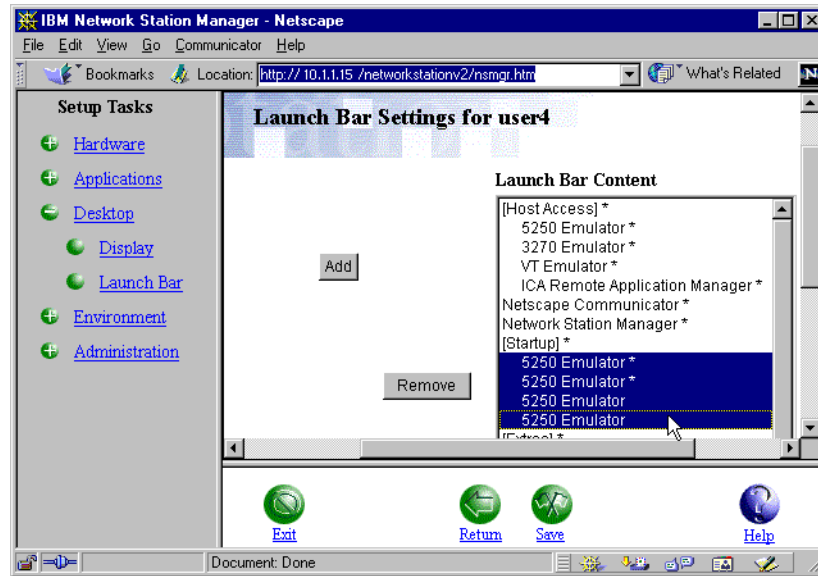 IBM Network Station Manager - Netscape
File Edit View Go Communicator Help
Bookmarks Location: http:// 10.1.1.15 /networkstationv2/nsmgr.htm What's Related N
Setup Tasks
Hardware
Applications
Desktop
Display
Launch Bar
Environment
Administration
Launch Bar Settings for user4
Launch Bar Content
Add
Remove
[Host Access] *
5250 Emulator *
3270 Emulator *
VT Emulator *
ICA Remote Application Manager *
Netscape Communicator *
Network Station Manager *
[Startup] *
5250 Emulator *
5250 Emulator *
5250 Emulator
5250 Emulator
[Extras] *
Exit
Return
Save
Help
Document: Done